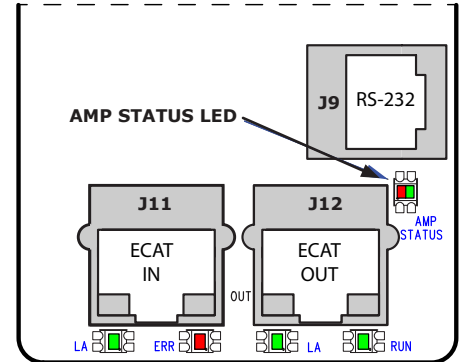 J9 RS-232
AMP STATUS LED
J11
J12
AMP
STATUS
ECAT
IN
ECAT
OUT
OUT
LA
ERR
LA
RUN